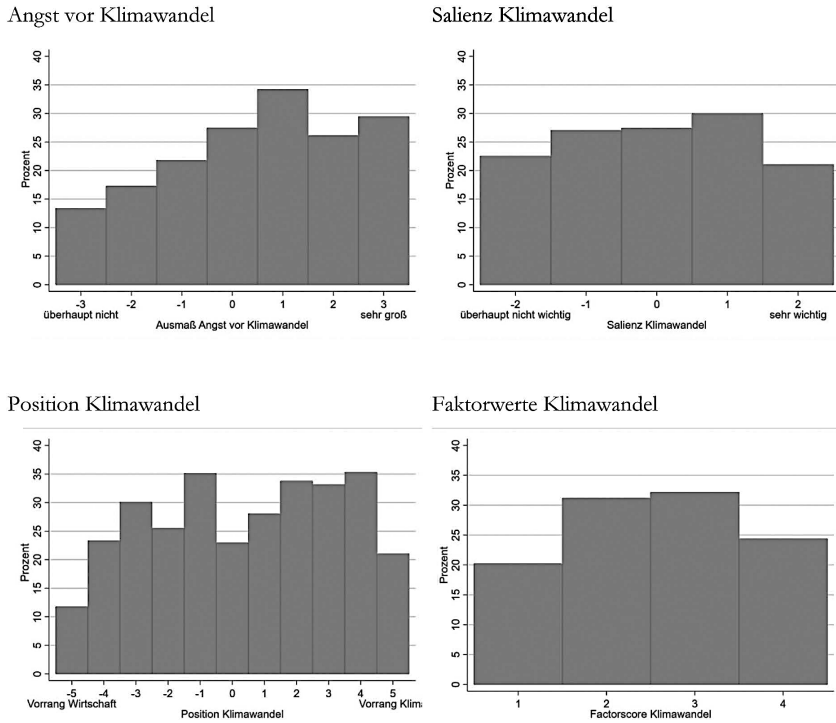 Angst vor Klimawandel
Prozent
40
35
30
25
20
15
10
5
0
-3 -2 -1 0 1 2 3
überhaupt nicht sehr groß
Ausmaß Angst vor Klimawandel
Salienz Klimawandel
Prozent
40
35
30
25
20
15
10
5
0
-2 -1 0 1 2
überhaupt nicht wichtig sehr wichtig
Salienz Klimawandel
Position Klimawandel
Prozent
40
35
30
25
20
15
10
5
0
-5 -4 -3 -2 -1 0 1 2 3 4 5
Vorrang Wirtschaft Vorrang Klim
Position Klimawandel
Faktorwerte Klimawandel
Prozent
40
35
30
25
20
15
10
5
0
1 2 3 4
Factorscore Klimawandel